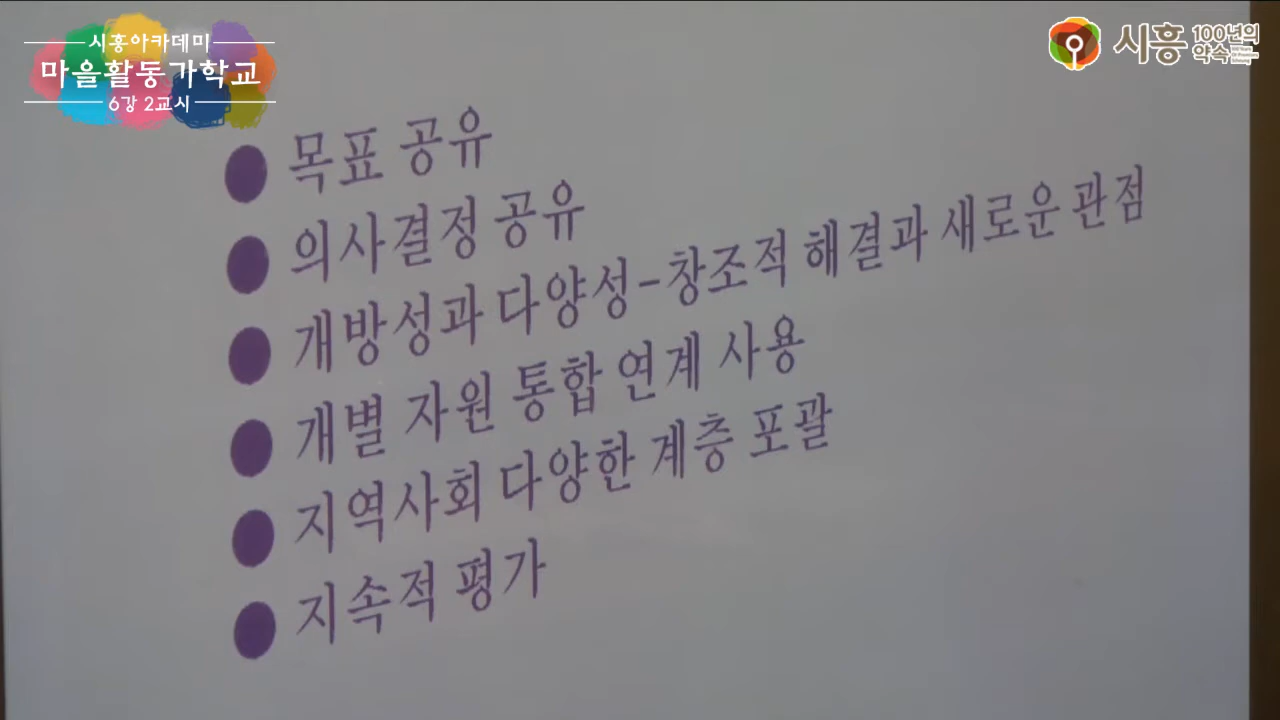 시흥아카데미
마을활동가학교
6강 2교시
시흥 100년의 약속
목표 공유
의사결정 공유
개방성과 다양성-창조적 해결과 새로운 관점
개별 자원 통합 연계 사용
지역사회 다양한 계층 포괄
지속적 평가